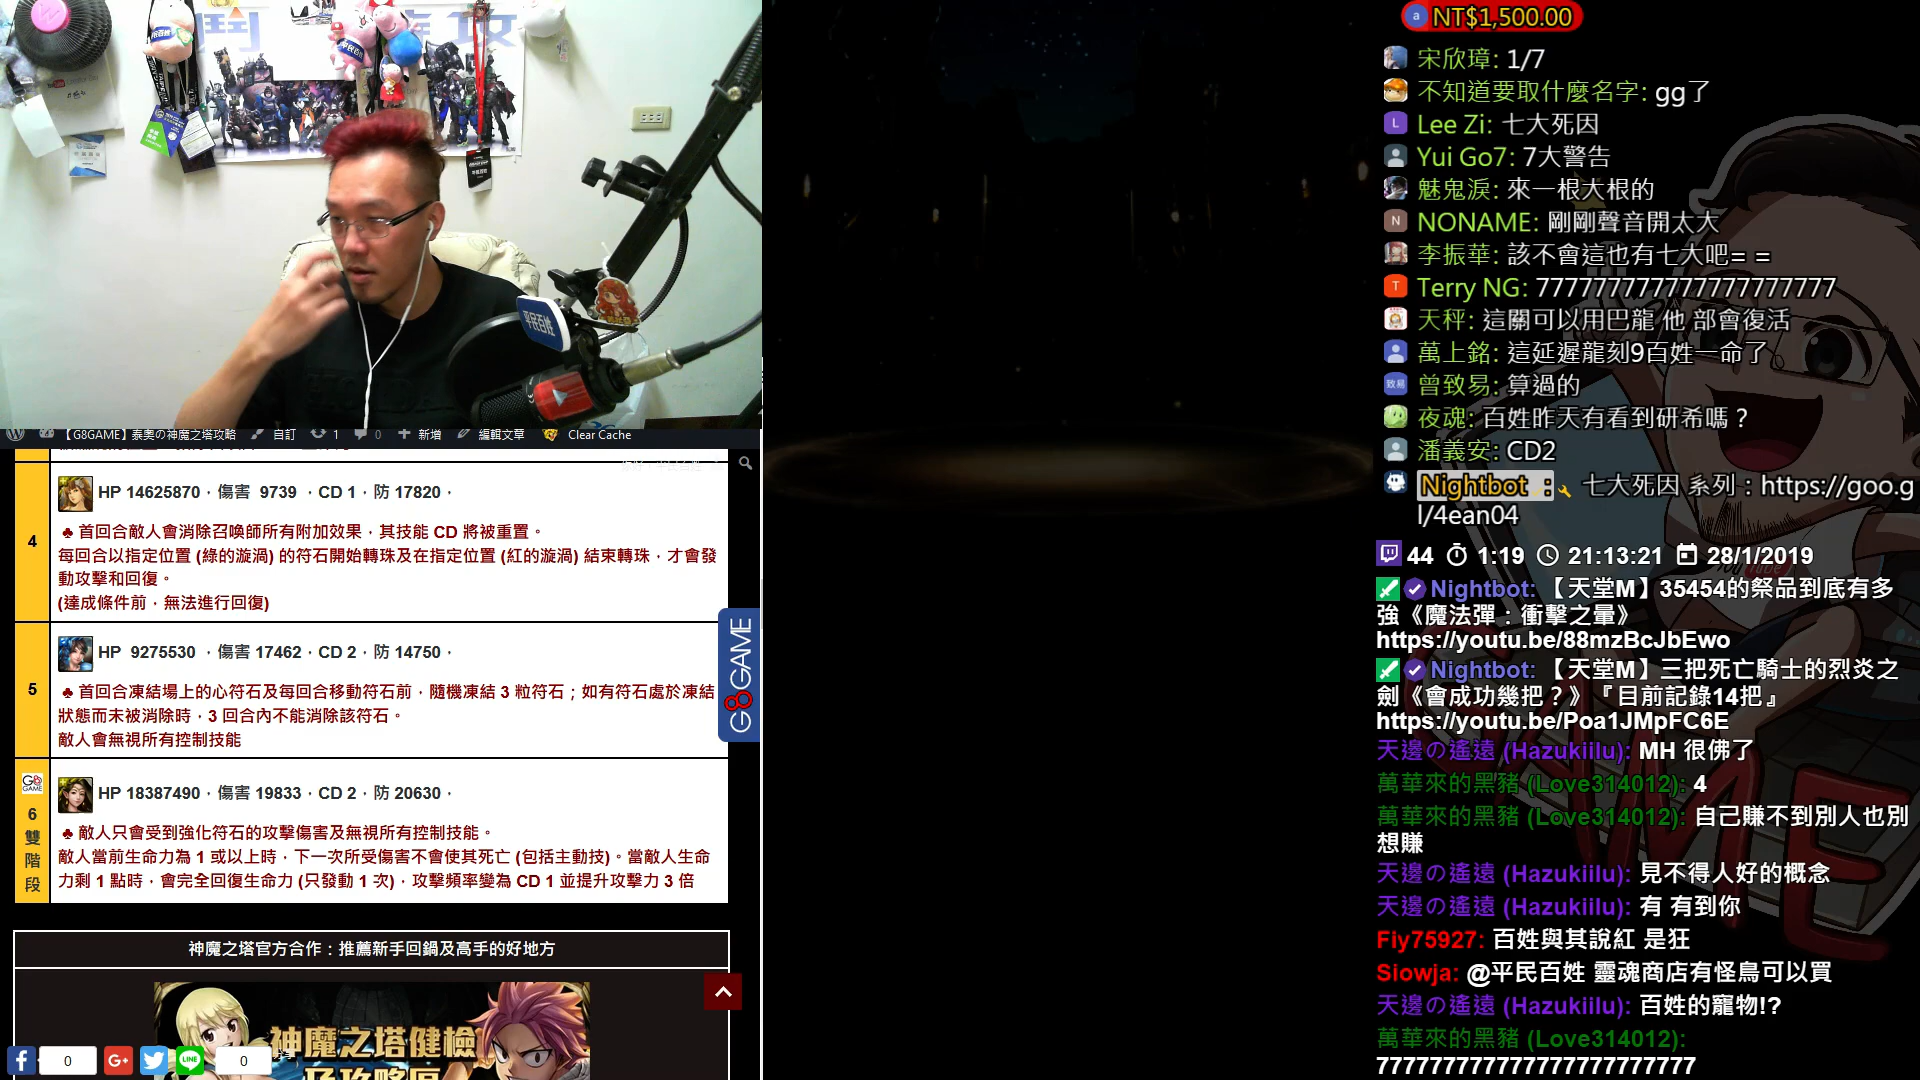 鬥 陣 攻
平民百姓
【G8GAME】泰奧の神魔之塔攻略 自訂 1 0 新增 編輯文章 Clear Cache
4
HP 14625870．傷害 9739 ．CD 1．防 17820．
♣ 首回合敵人會消除召喚師所有附加效果．其技能 CD 將被重置。
每回合以指定位置 (綠的漩渦) 的符石開始轉珠及在指定位置 (紅的漩渦) 結束轉珠．才會發
動攻擊和回復。
(達成條件前．無法進行回復)
5
HP 9275530 ．傷害 17462．CD 2．防 14750．
♣ 首回合凍結場上的心符石及每回合移動符石前．隨機凍結 3 粒符石；如有符石處於凍結
狀態而未被消除時．3 回合內不能消除該符石。
敵人會無視所有控制技能
G8 GAME
6
雙
階
段
HP 18387490．傷害 19833．CD 2．防 20630．
♣ 敵人只會受到強化符石的攻擊傷害及無視所有控制技能。
敵人當前生命力為 1 或以上時．下一次所受傷害不會使其死亡 (包括主動技)。當敵人生命
力剩 1 點時．會完全回復生命力 (只發動 1 次)．攻擊頻率變為 CD 1 並提升攻擊力 3 倍
G8GAME
神魔之塔官方合作：推薦新手回鍋及高手的好地方
神魔之塔健檢
及攻略區
0
G+
LINE
0
a NT$1,500.00
宋欣璋: 1/7
不知道要取什麼名字: gg了
L Lee Zi: 七大死因
Yui Go7: 7大警告
魅鬼淚: 來一根大根的
N NONAME: 剛剛聲音開太大
李振華: 該不會這也有七大吧= =
T Terry NG: 777777777777777777777
天秤: 這關可以用巴龍 他 部會復活
萬上銘: 這延遲龍刻9百姓一命了
致易 曾致易: 算過的
夜魂: 百姓昨天有看到研希嗎？
潘義安: CD2
Nightbot : 七大死因 系列：https://goo.g
l/4ean04
44 1:19 21:13:21 28/1/2019
Nightbot: 【天堂M】35454的祭品到底有多
強《魔法彈：衝擊之暈》
https://youtu.be/88mzBcJbEwo
Nightbot: 【天堂M】三把死亡騎士的烈炎之
劍《會成功幾把？》『目前記錄14把』
https://youtu.be/Poa1JMpFC6E
天邊の遙遠 (Hazukiilu): MH 很佛了
萬華來的黑豬 (Love314012): 4
萬華來的黑豬 (Love314012): 自己賺不到別人也別
想賺
天邊の遙遠 (Hazukiilu): 見不得人好的概念
天邊の遙遠 (Hazukiilu): 有 有到你
Fiy75927: 百姓與其說紅 是狂
Siowja: @平民百姓 靈魂商店有怪鳥可以買
天邊の遙遠 (Hazukiilu): 百姓的寵物!?
萬華來的黑豬 (Love314012):
777777777777777777777777